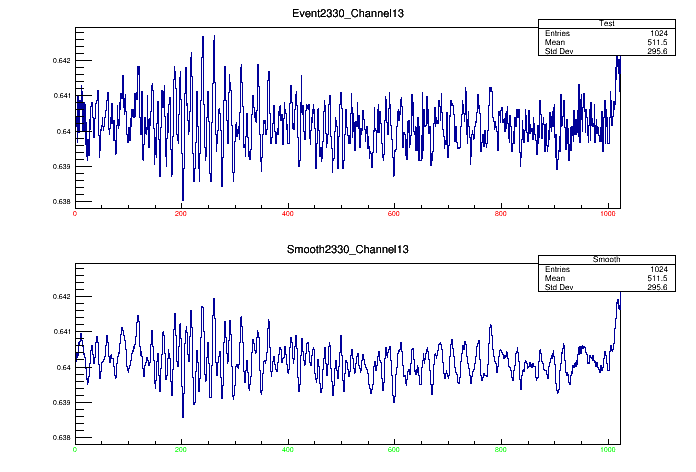 Event2330_Channel13
Test
Entries 1024
Mean 511.5
Std Dev 295.6
0.642
0.641
0.64
0.639
0.638
0 200 400 600 800 1000
Smooth2330_Channel13
Smooth
Entries 1024
Mean 511.5
Std Dev 295.6
0.642
0.641
0.64
0.639
0.638
0 200 400 600 800 1000